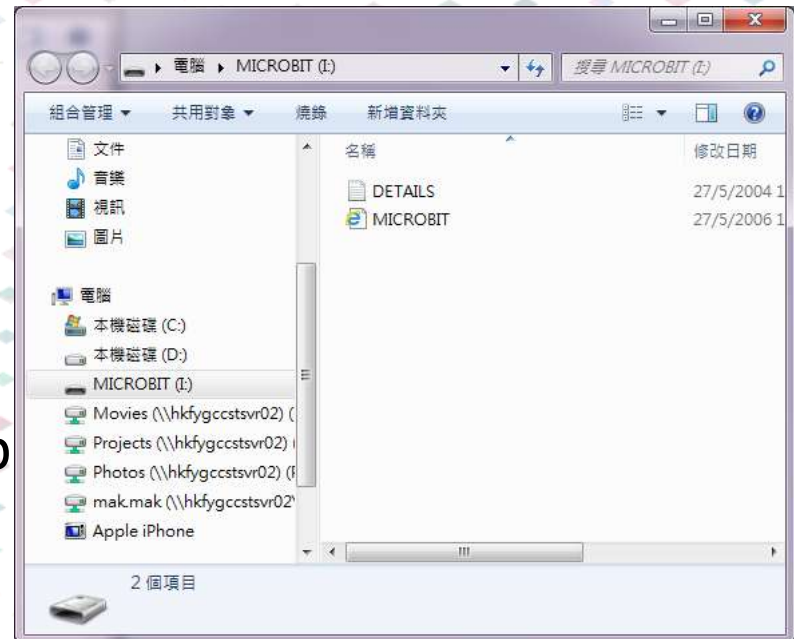 電腦 ▸ MICROBIT (I:)
搜尋 MICROBIT (I:)
組合管理 共用對象 燒錄 新增資料夾
文件
音樂
視訊
圖片
電腦
本機磁碟 (C:)
本機磁碟 (D:)
MICROBIT (I:)
Movies (\\hkfygccstsvr02) (
Projects (\\hkfygccstsvr02) (
Photos (\\hkfygccstsvr02) (P
mak.mak (\\hkfygccstsvr02\
Apple iPhone
名稱 修改日期
DETAILS 27/5/2004 1
MICROBIT 27/5/2006 1
2 個項目